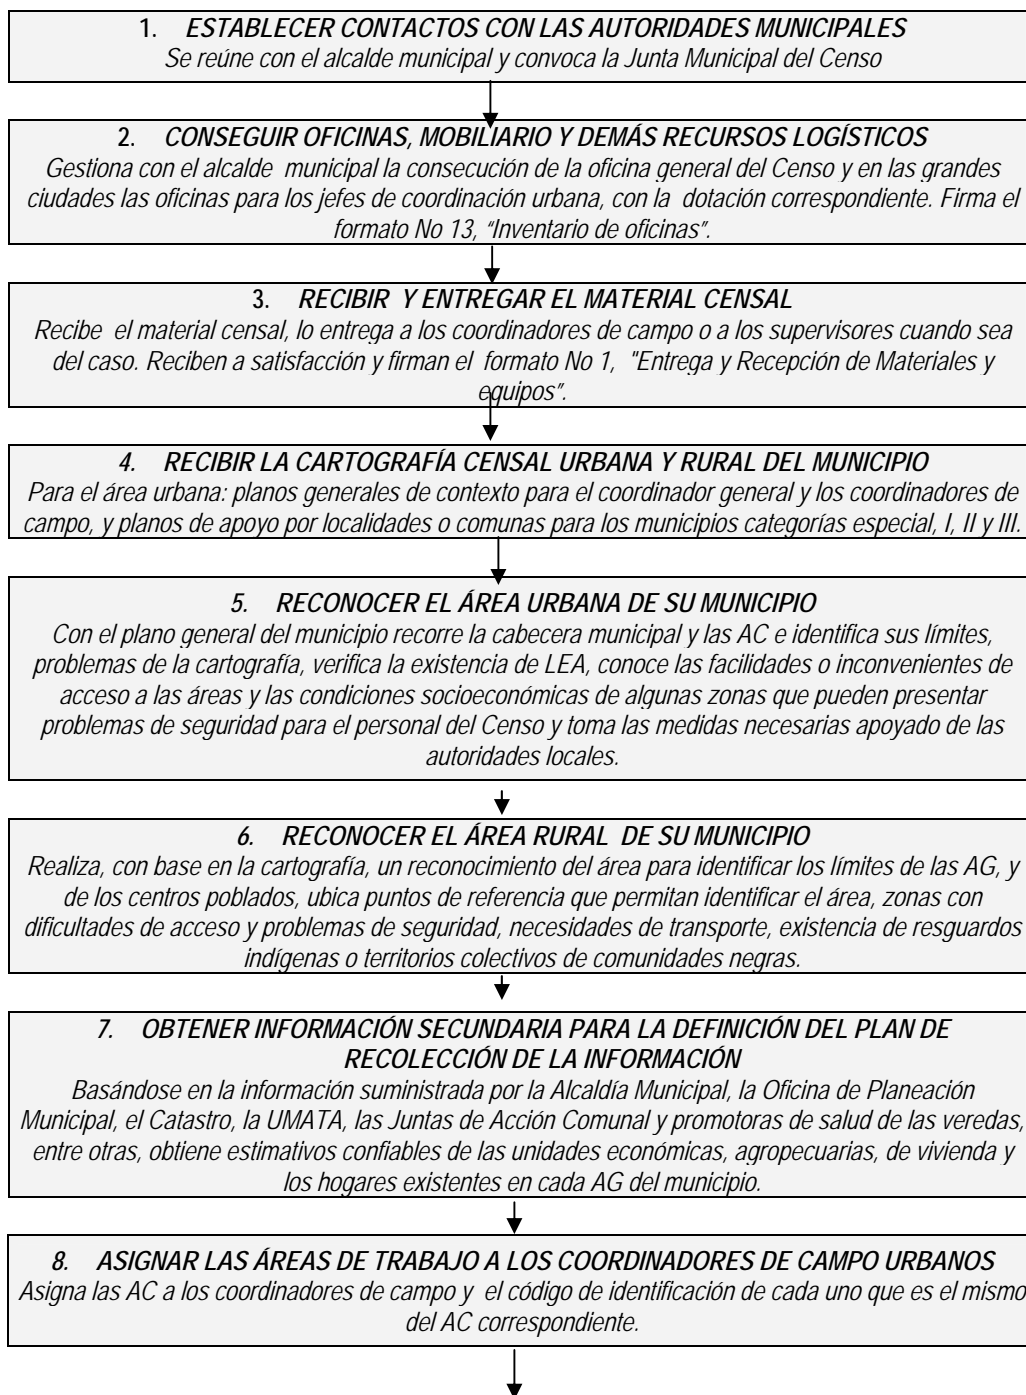 1. ESTABLECER CONTACTOS CON LAS AUTORIDADES MUNICIPALES
Se reúne con el alcalde municipal y convoca la Junta Municipal del Censo
2. CONSEGUIR OFICINAS, MOBILIARIO Y DEMÁS RECURSOS LOGÍSTICOS
Gestiona con el alcalde municipal la consecución de la oficina general del Censo y en las grandes
ciudades las oficinas para los jefes de coordinación urbana, con la dotación correspondiente. Firma el
formato No 13, “Inventario de oficinas”.
3. RECIBIR Y ENTREGAR EL MATERIAL CENSAL
Recibe el material censal, lo entrega a los coordinadores de campo o a los supervisores cuando sea
del caso. Reciben a satisfacción y firman el formato No 1, "Entrega y Recepción de Materiales y
equipos”.
4. RECIBIR LA CARTOGRAFÍA CENSAL URBANA Y RURAL DEL MUNICIPIO
Para el área urbana: planos generales de contexto para el coordinador general y los coordinadores de
campo, y planos de apoyo por localidades o comunas para los municipios categorías especial, I, II y III.
5. RECONOCER EL ÁREA URBANA DE SU MUNICIPIO
Con el plano general del municipio recorre la cabecera municipal y las AC e identifica sus límites,
problemas de la cartografía, verifica la existencia de LEA, conoce las facilidades o inconvenientes de
acceso a las áreas y las condiciones socioeconómicas de algunas zonas que pueden presentar
problemas de seguridad para el personal del Censo y toma las medidas necesarias apoyado de las
autoridades locales.
6. RECONOCER EL ÁREA RURAL DE SU MUNICIPIO
Realiza, con base en la cartografía, un reconocimiento del área para identificar los límites de las AG, y
de los centros poblados, ubica puntos de referencia que permitan identificar el área, zonas con
dificultades de acceso y problemas de seguridad, necesidades de transporte, existencia de resguardos
indígenas o territorios colectivos de comunidades negras.
7. OBTENER INFORMACIÓN SECUNDARIA PARA LA DEFINICIÓN DEL PLAN DE
RECOLECCIÓN DE LA INFORMACIÓN
Basándose en la información suministrada por la Alcaldía Municipal, la Oficina de Planeación
Municipal, el Catastro, la UMATA, las Juntas de Acción Comunal y promotoras de salud de las veredas,
entre otras, obtiene estimativos confiables de las unidades económicas, agropecuarias, de vivienda y
los hogares existentes en cada AG del municipio.
8. ASIGNAR LAS ÁREAS DE TRABAJO A LOS COORDINADORES DE CAMPO URBANOS
Asigna las AC a los coordinadores de campo y el código de identificación de cada uno que es el mismo
del AC correspondiente.